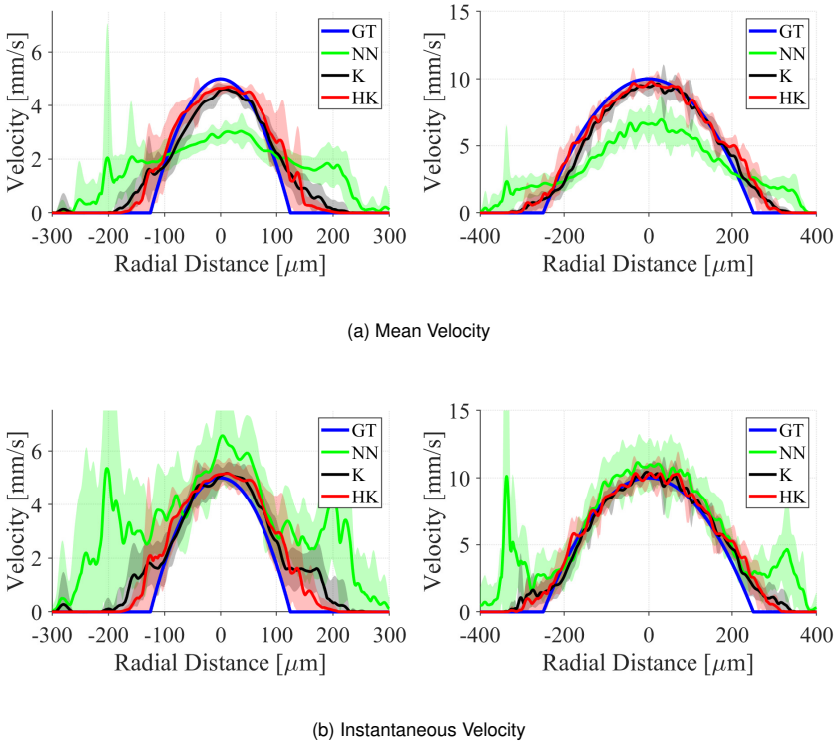 Velocity [mm/s]
6
4
2
0
-300 -200 -100 0 100 200 300
Radial Distance [μm]
GT
NN
K
HK
Velocity [mm/s]
15
10
5
0
-400 -200 0 200 400
Radial Distance [μm]
GT
NN
K
HK
(a) Mean Velocity
Velocity [mm/s]
6
4
2
0
-300 -200 -100 0 100 200 300
Radial Distance [μm]
GT
NN
K
HK
Velocity [mm/s]
15
10
5
0
-400 -200 0 200 400
Radial Distance [μm]
GT
NN
K
HK
(b) Instantaneous Velocity